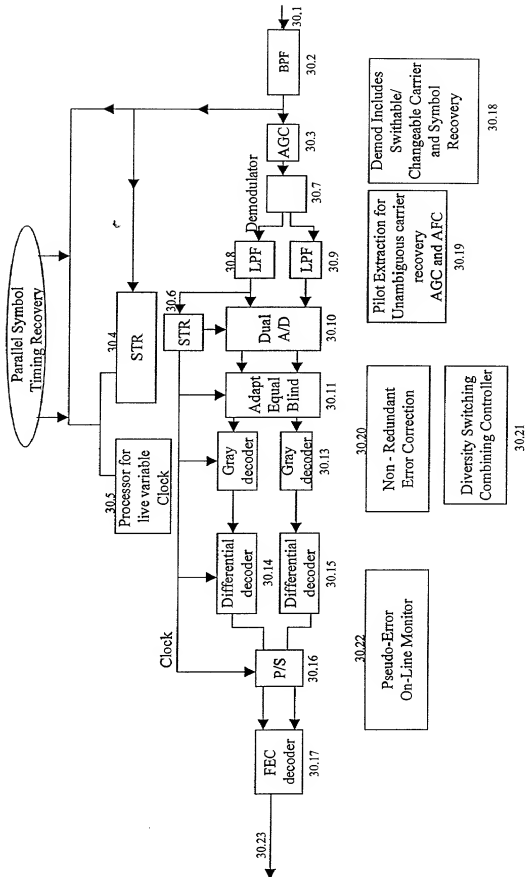 30.1
BPF
30.2
AGC
30.3
Demodulator
30.7
30.8
LPF
LPF
30.9
30.6
STR
Dual
A/D
30.10
Adapt
Equal
Blind
30.11
Gray
decoder
Gray
decoder
30.13
Differential
decoder
30.14
Differential
decoder
30.15
Clock
P/S
30.16
FEC
decoder
30.17
30.23
Parallel Symbol
Timing Recovery
30.4
STR
30.5
Processor for
live variable
Clock
Demod Includes
Swithable/
Changeable Carrier
and Symbol
Recovery
30.18
Pilot Extraction for
Unambiguous carrier
recovery
AGC and AFC
30.19
30.20
Non - Redundant
Error Correction
Diversity Switching
Combining Controller
30.21
30.22
Pseudo-Error
On-Line Monitor